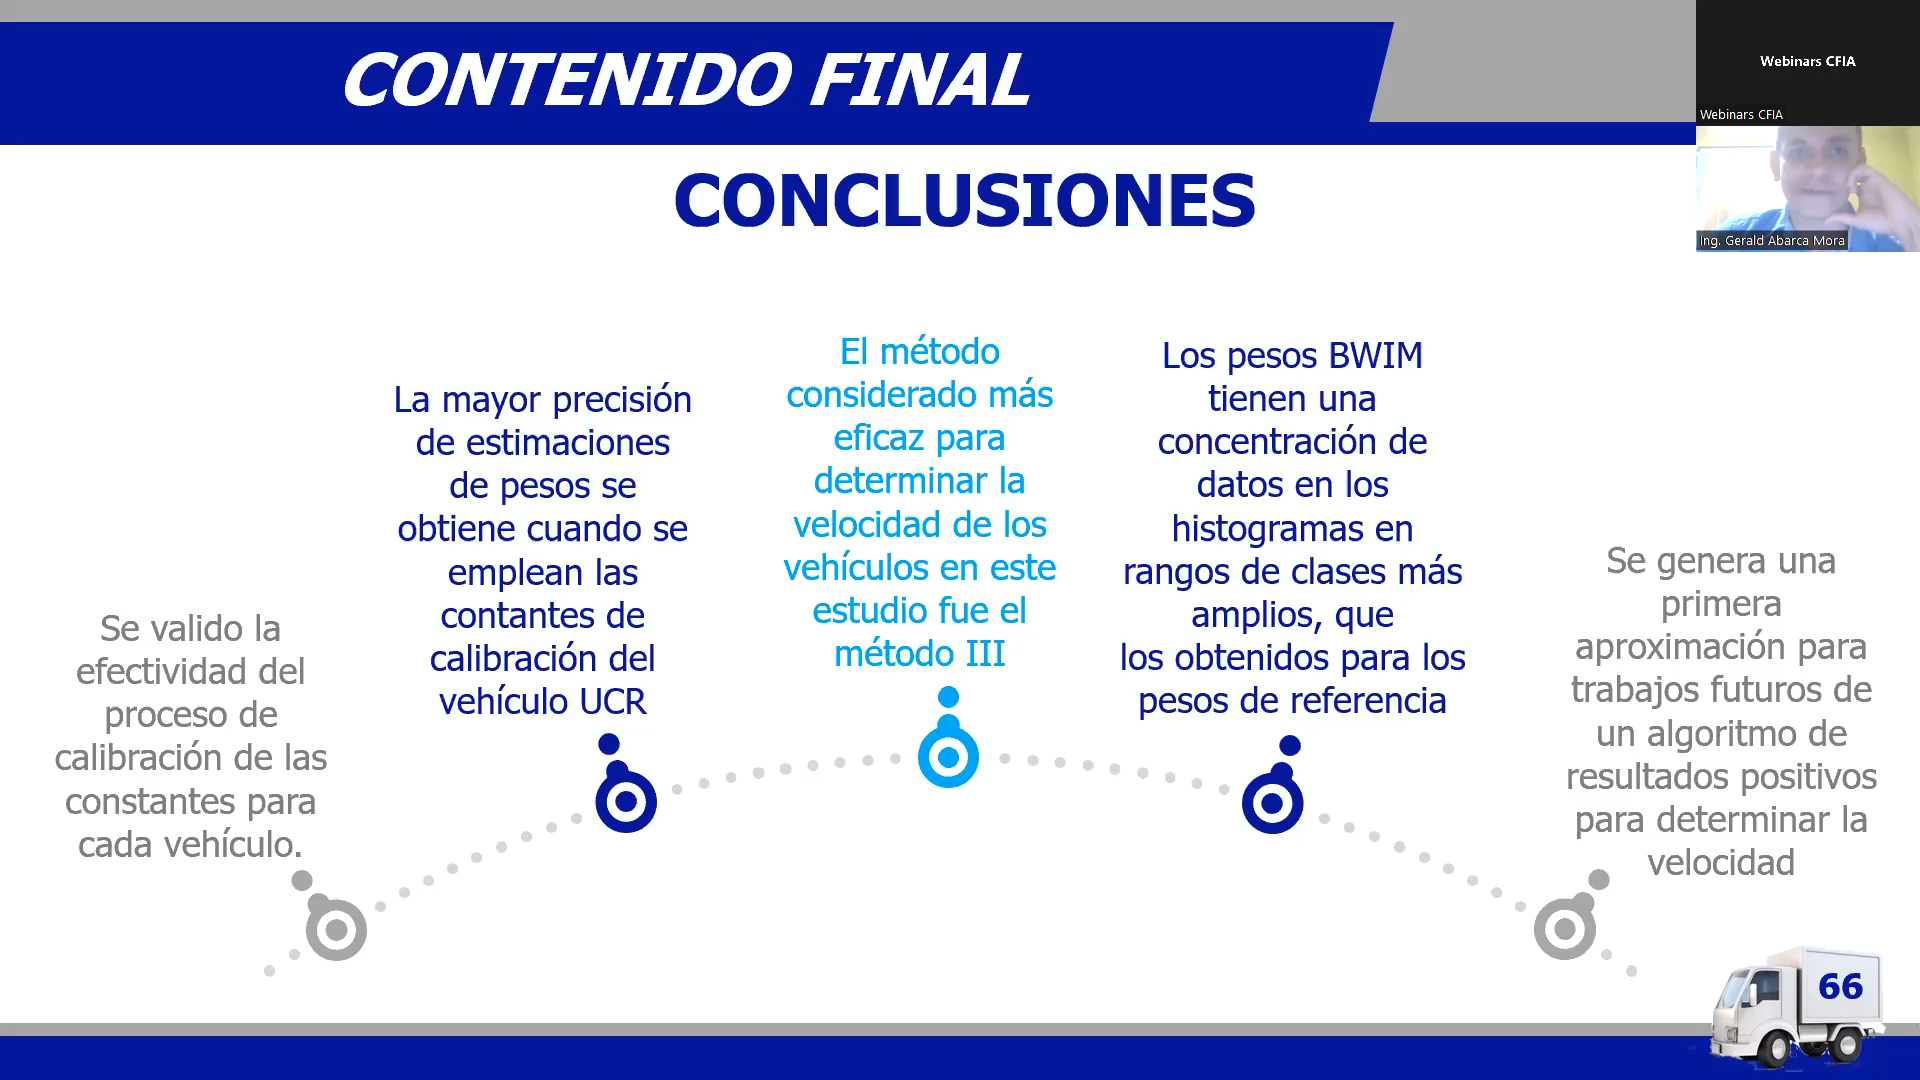 CONTENIDO FINAL
Webinars CFIA
Webinars CFIA
Ing. Gerald Abarca Mora
CONCLUSIONES
Se valido la
efectividad del
proceso de
calibración de las
constantes para
cada vehículo.
La mayor precisión
de estimaciones
de pesos se
obtiene cuando se
emplean las
contantes de
calibración del
vehículo UCR
El método
considerado más
eficaz para
determinar la
velocidad de los
vehículos en este
estudio fue el
método III
Los pesos BWIM
tienen una
concentración de
datos en los
histogramas en
rangos de clases más
amplios, que
los obtenidos para los
pesos de referencia
Se genera una
primera
aproximación para
trabajos futuros de
un algoritmo de
resultados positivos
para determinar la
velocidad
66